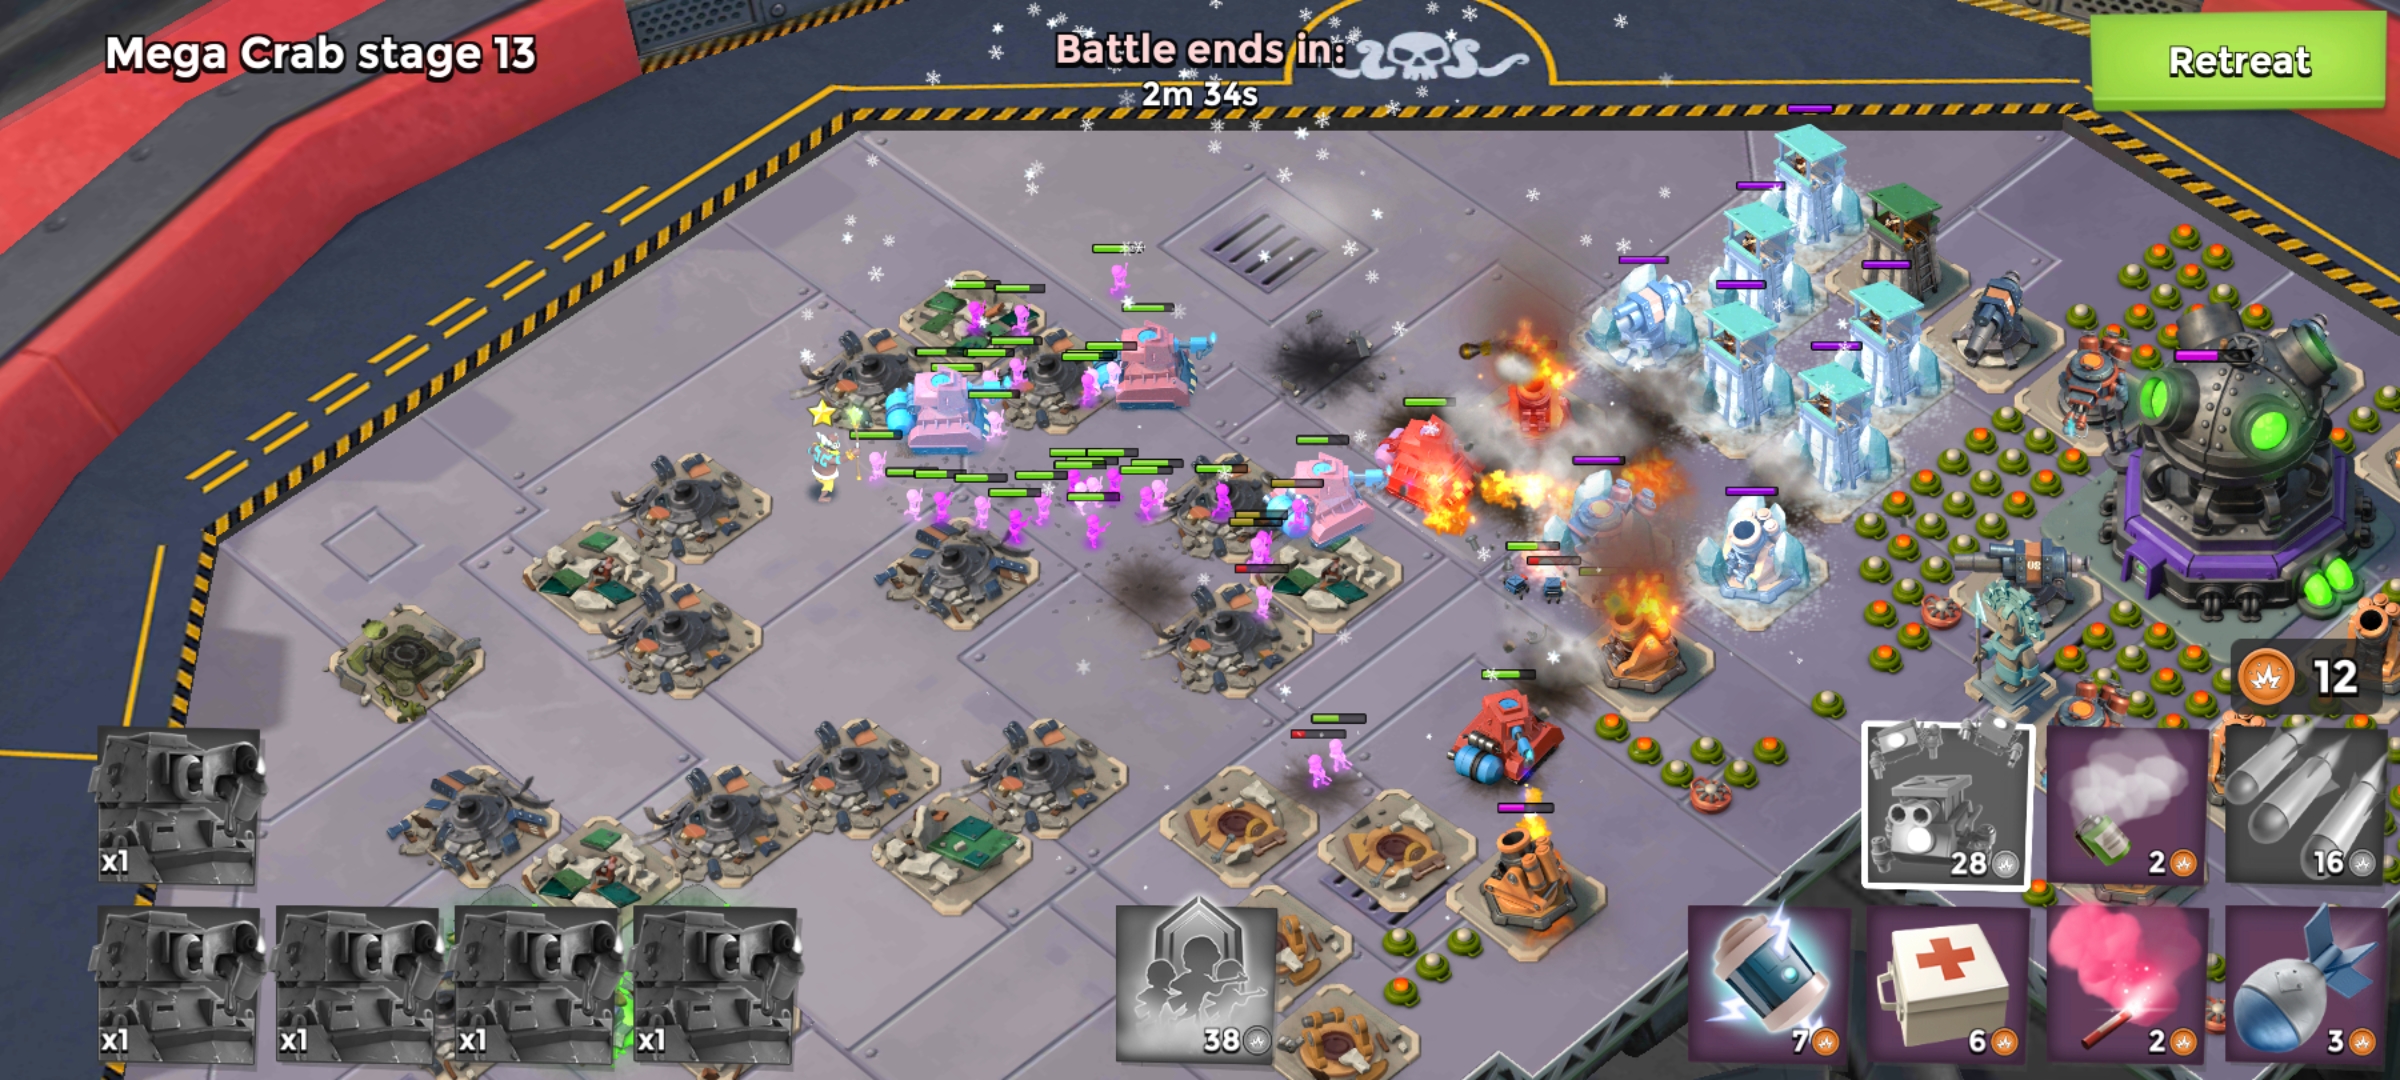 Mega Crab stage 13
Battle ends in:
2m 34s
Retreat
12
x1
28
2
16
x1
x1
x1
x1
38
7
6
2
3
08